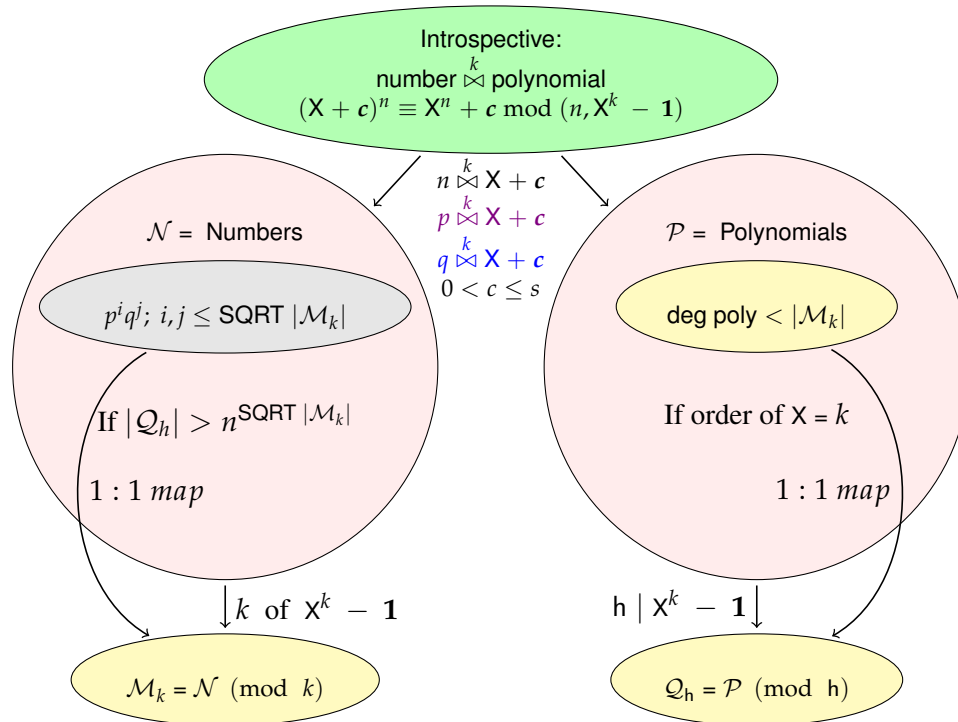 Introspective:
number ⋈^k polynomial
(X + c)^n ≡ X^n + c mod (n, X^k − 1)
n ⋈^k X + c
p ⋈^k X + c
q ⋈^k X + c
0 < c ≤ s
𝒩 = Numbers
p^i q^j; i, j ≤ SQRT |ℳ_k|
If |𝒬_h| > n^{SQRT |ℳ_k|}
1 : 1 map
k of X^k − 1
ℳ_k = 𝒩 (mod k)
𝒫 = Polynomials
deg poly < |ℳ_k|
If order of X = k
1 : 1 map
h | X^k − 1
𝒬_h = 𝒫 (mod h)